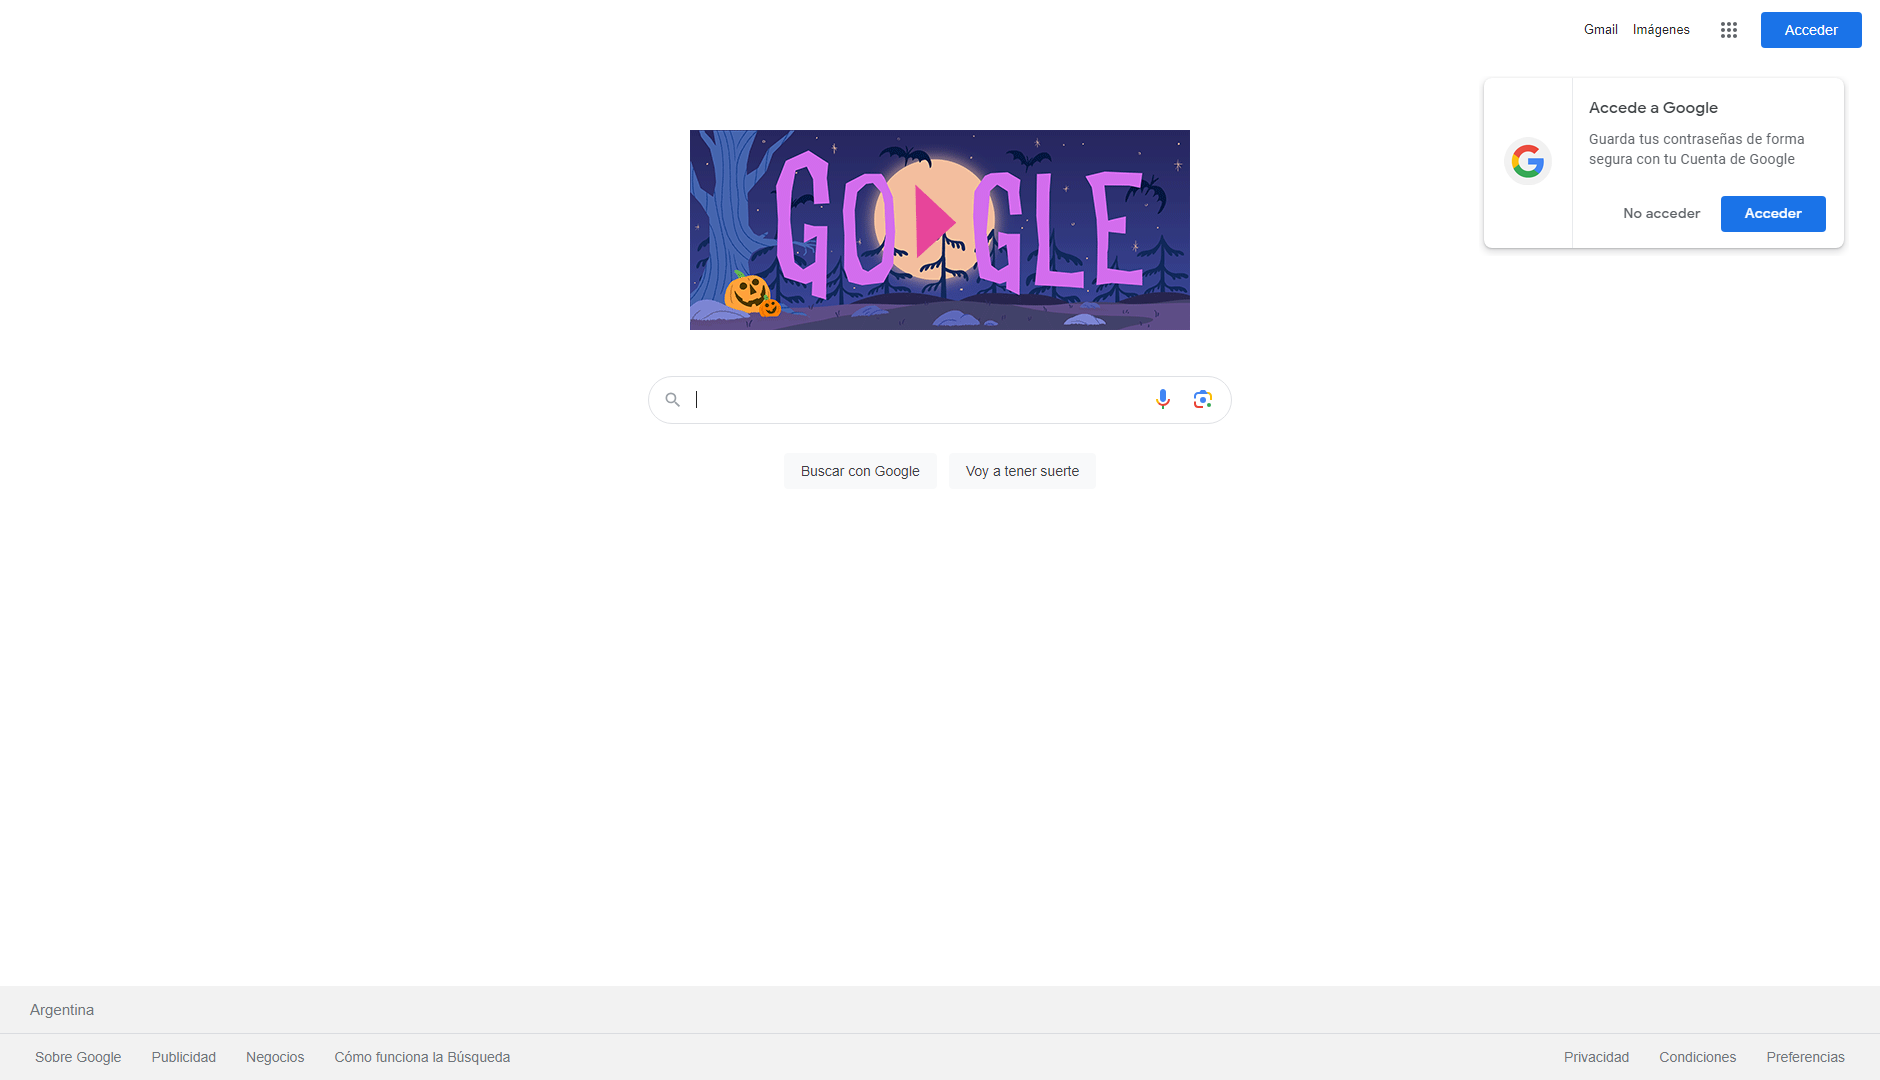 Gmail Imágenes Acceder
Accede a Google
Guarda tus contraseñas de forma
segura con tu Cuenta de Google
No acceder Acceder
GOOGLE
Buscar con Google Voy a tener suerte
Argentina
Sobre Google Publicidad Negocios Cómo funciona la Búsqueda Privacidad Condiciones Preferencias